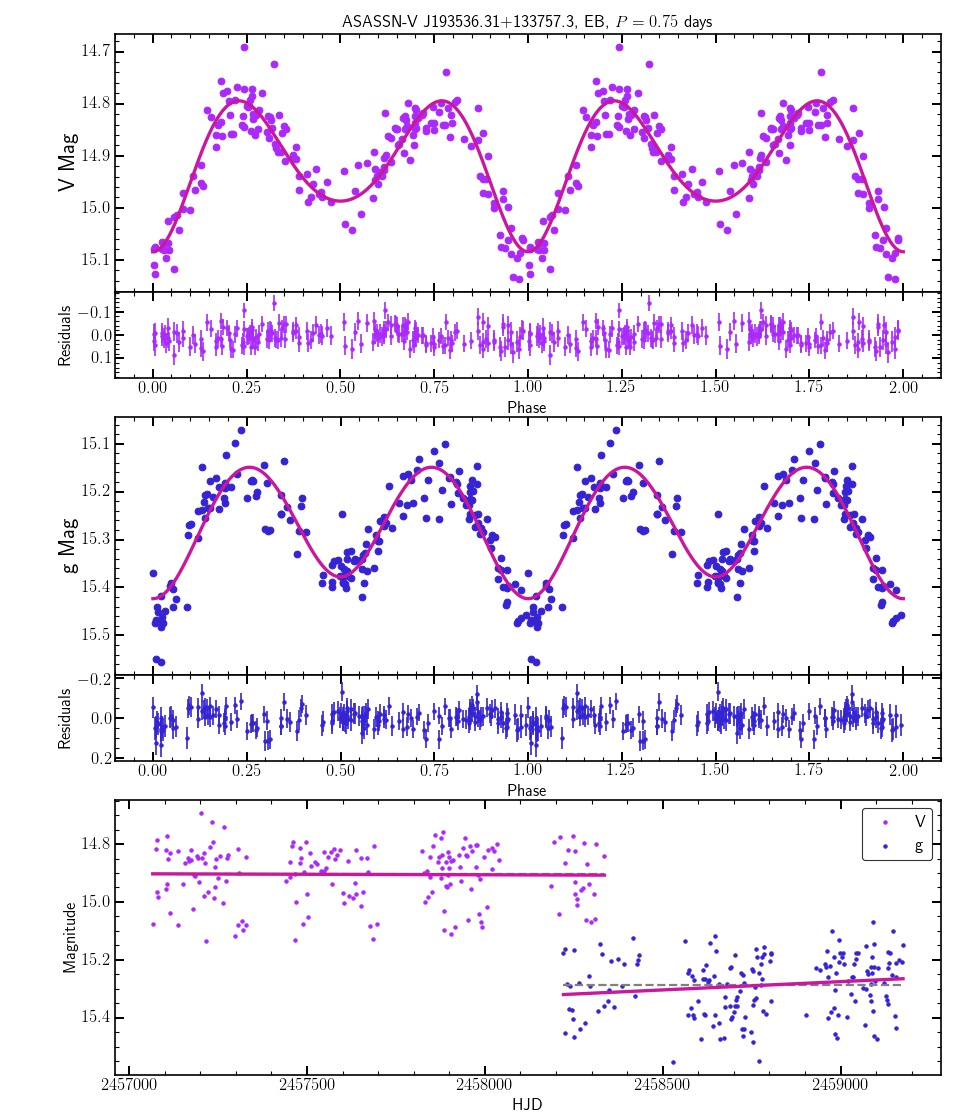 ASASSN-V J193536.31+133757.3, EB, P = 0.75 days
14.7
14.8
14.9
15.0
15.1
V Mag
−0.1
0.0
0.1
Residuals
0.00 0.25 0.50 0.75 1.00 1.25 1.50 1.75 2.00
Phase
15.1
15.2
15.3
15.4
15.5
g Mag
−0.2
0.0
0.2
Residuals
0.00 0.25 0.50 0.75 1.00 1.25 1.50 1.75 2.00
Phase
V
g
14.8
15.0
15.2
15.4
Magnitude
2457000 2457500 2458000 2458500 2459000
HJD